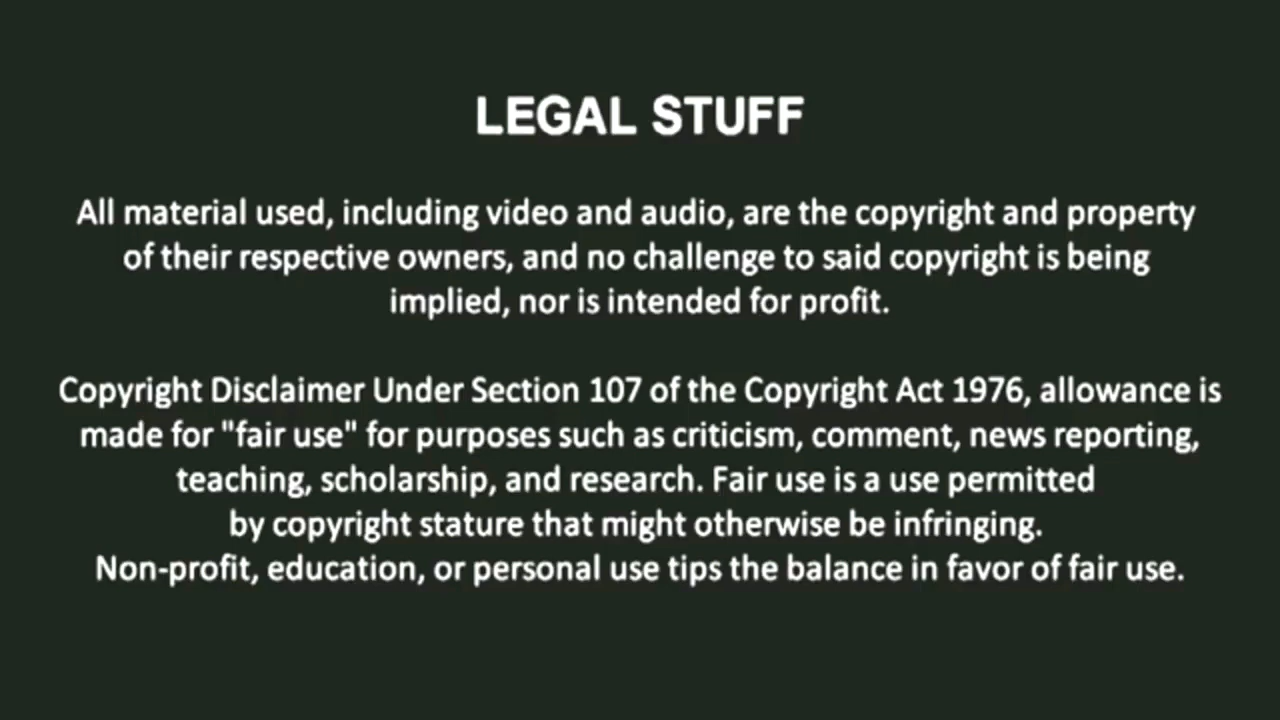 LEGAL STUFF
All material used, including video and audio, are the copyright and property
of their respective owners, and no challenge to said copyright is being
implied, nor is intended for profit.
Copyright Disclaimer Under Section 107 of the Copyright Act 1976, allowance is
made for "fair use" for purposes such as criticism, comment, news reporting,
teaching, scholarship, and research. Fair use is a use permitted
by copyright stature that might otherwise be infringing.
Non-profit, education, or personal use tips the balance in favor of fair use.